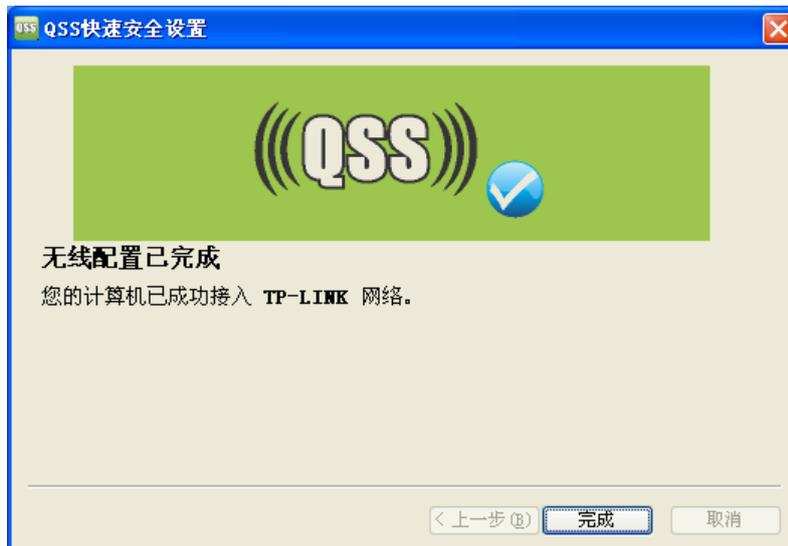 QSS QSS快速安全设置
QSS
无线配置已完成
您的计算机已成功接入 TP-LINK 网络。
< 上一步(B) 完成 取消